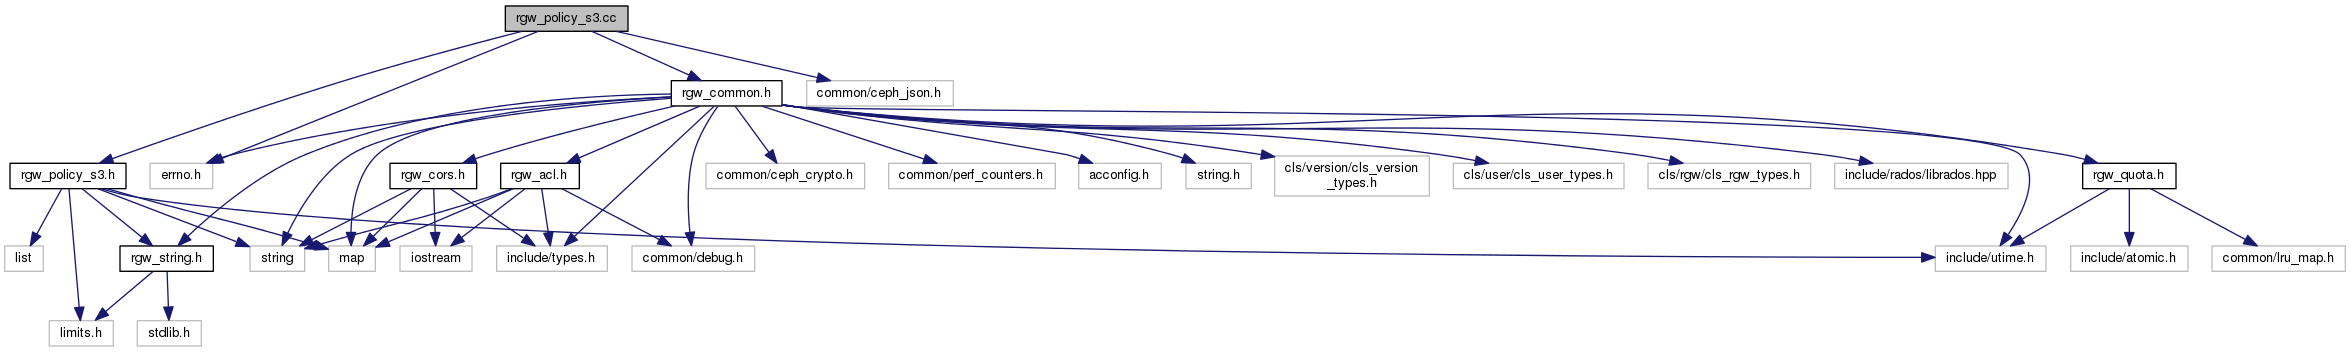 rgw_policy_s3.cc
rgw_common.h
common/ceph_json.h
rgw_policy_s3.h
errno.h
rgw_cors.h
rgw_acl.h
common/ceph_crypto.h
common/perf_counters.h
acconfig.h
string.h
cls/version/cls_version
_types.h
cls/user/cls_user_types.h
cls/rgw/cls_rgw_types.h
include/rados/librados.hpp
rgw_quota.h
list
rgw_string.h
string
map
iostream
include/types.h
common/debug.h
include/utime.h
include/atomic.h
common/lru_map.h
limits.h
stdlib.h